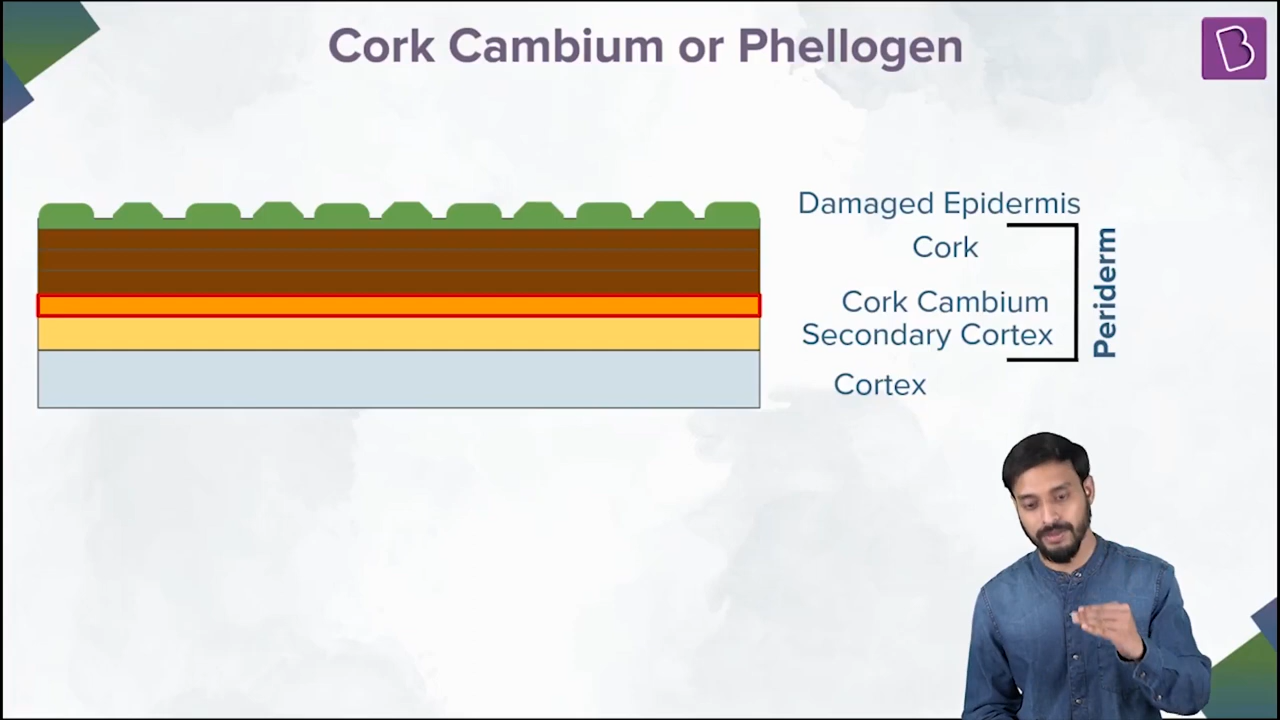 Cork Cambium or Phellogen
Damaged Epidermis
Cork
Cork Cambium
Secondary Cortex
Cortex
Periderm